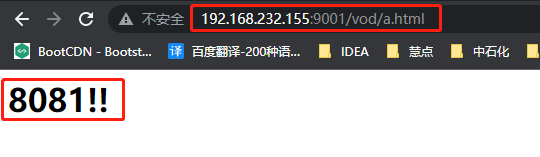 不安全 192.168.232.155:9001/vod/a.html
BootCDN - Bootst... 译 百度翻译-200种语... IDEA 慧点 中石化
8081!!